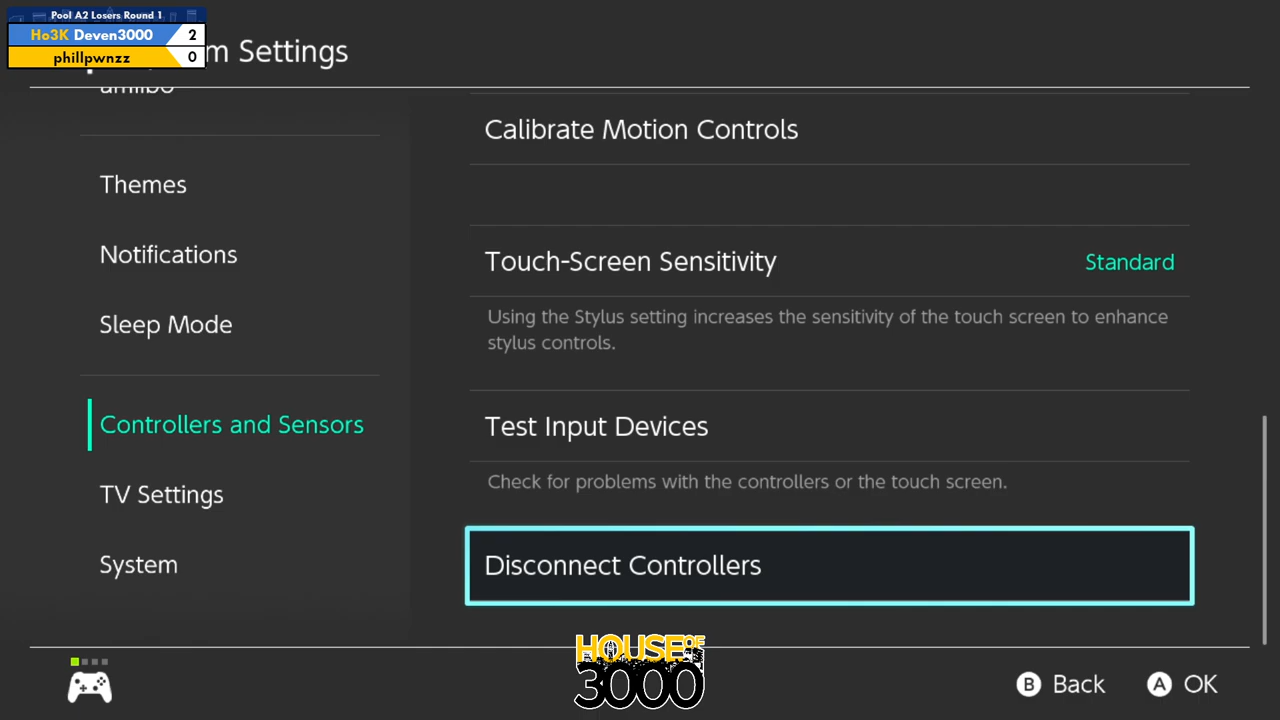 Pool A2 Losers Round 1
Ho3K Deven3000 2
phillpwnzz 0
m Settings
amiibo
Themes
Notifications
Sleep Mode
Controllers and Sensors
TV Settings
System
Calibrate Motion Controls
Touch-Screen Sensitivity Standard
Using the Stylus setting increases the sensitivity of the touch screen to enhance
stylus controls.
Test Input Devices
Check for problems with the controllers or the touch screen.
Disconnect Controllers
HOUSE OF
3000
B Back A OK